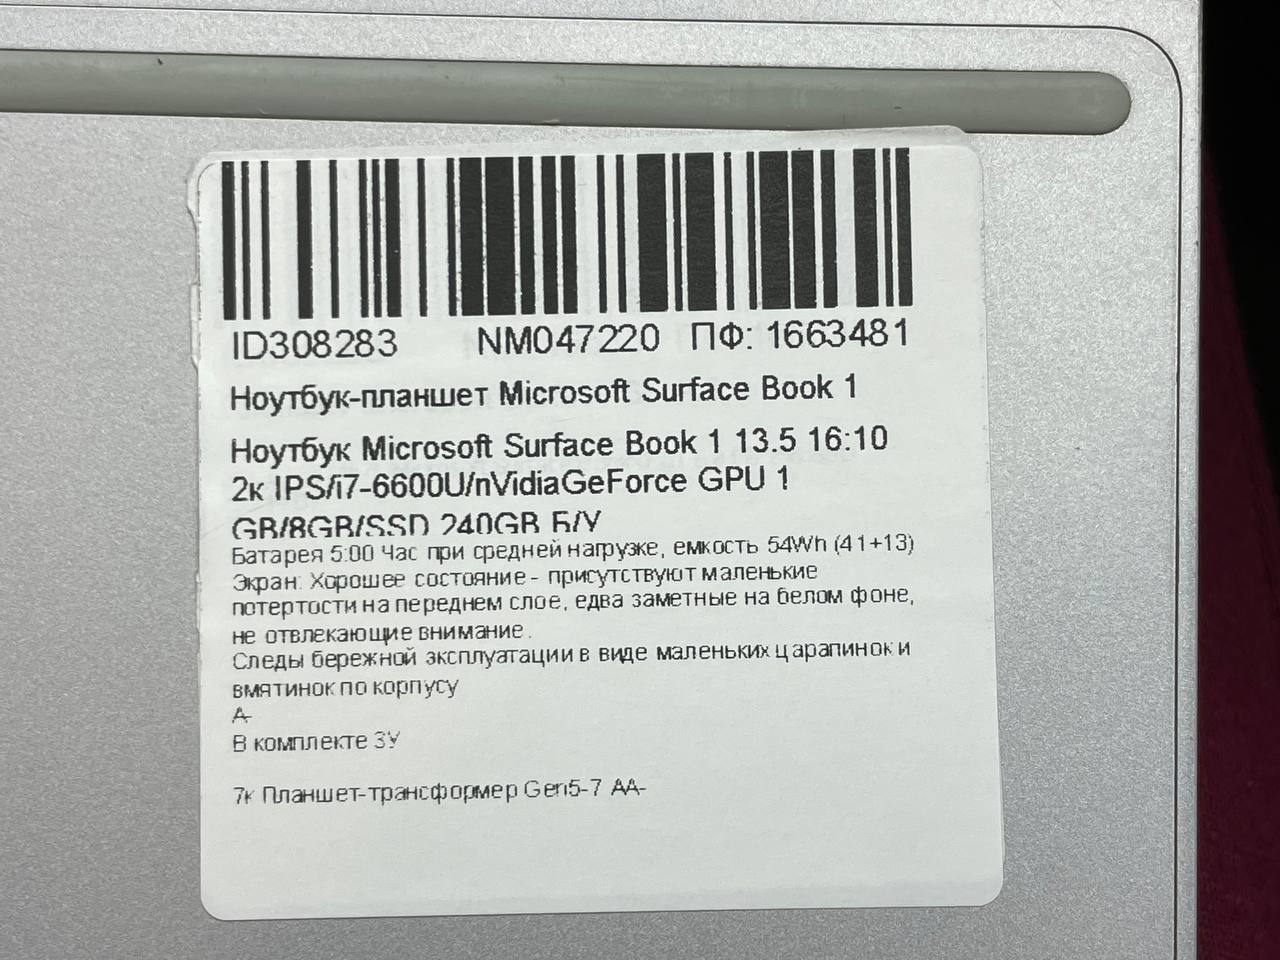 ID308283 NM047220 ПФ: 1663481
Ноутбук-планшет Microsoft Surface Book 1
Ноутбук Microsoft Surface Book 1 13.5 16:10
2к IPS/i7-6600U/nVidiaGeForce GPU 1
GB/8GB/SSD 240GB Б/У
Батарея 5:00 Час при средней нагрузке, емкость 54Wh (41+13)
Экран: Хорошее состояние - присутствуют маленькие
потертости на переднем слое, едва заметные на белом фоне,
не отвлекающие внимание.
Следы бережной эксплуатации в виде маленьких царапинок и
вмятинок по корпусу
А-
В комплекте ЗУ
7к Планшет-трансформер Gen5-7 АА-